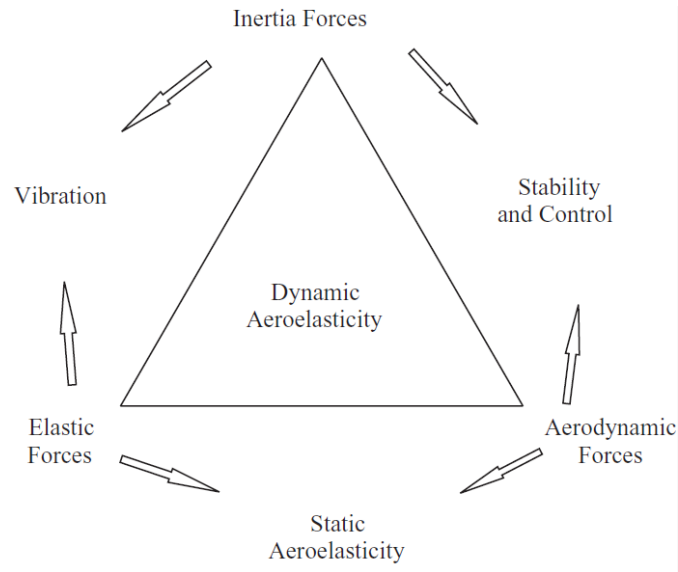 Inertia Forces
Vibration
Stability
and Control
Dynamic
Aeroelasticity
Elastic
Forces
Aerodynamic
Forces
Static
Aeroelasticity